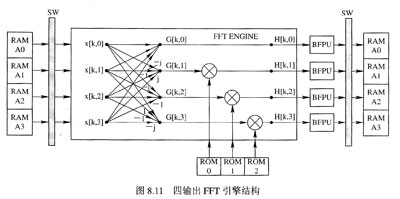 SW
SW
FFT ENGINE
RAM A0
RAM A1
RAM A2
RAM A3
x[k,0]
x[k,1]
x[k,2]
x[k,3]
G[k,0]
G[k,1]
G[k,2]
G[k,3]
-j
-1
-j
H[k,0]
H[k,1]
H[k,2]
H[k,3]
BFPU
BFPU
BFPU
BFPU
RAM A0
RAM A1
RAM A2
RAM A3
ROM 0
ROM 1
ROM 2
图 8.11 四输出 FFT 引擎结构